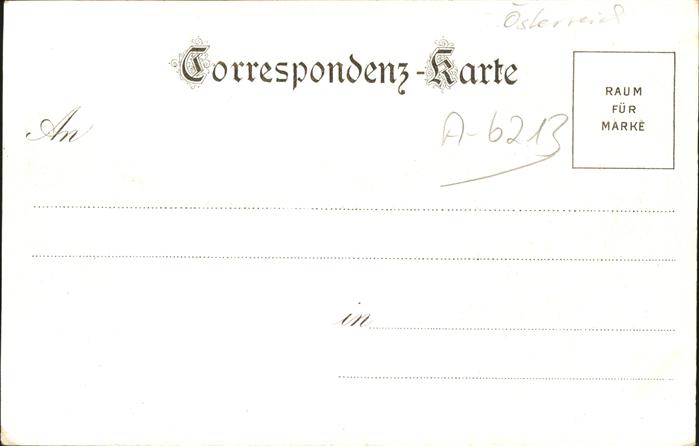 Österreich
Correspondenz-Karte
RAUM
FÜR
MARKE
An
A-6213
in